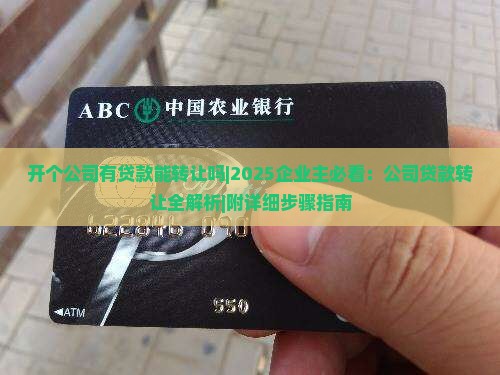 ABC 中国农业银行
开个公司有贷款能转让吗|2025企业主必看：公司贷款转
让全解析|附详细步骤指南
622848 070
550
◀ATM